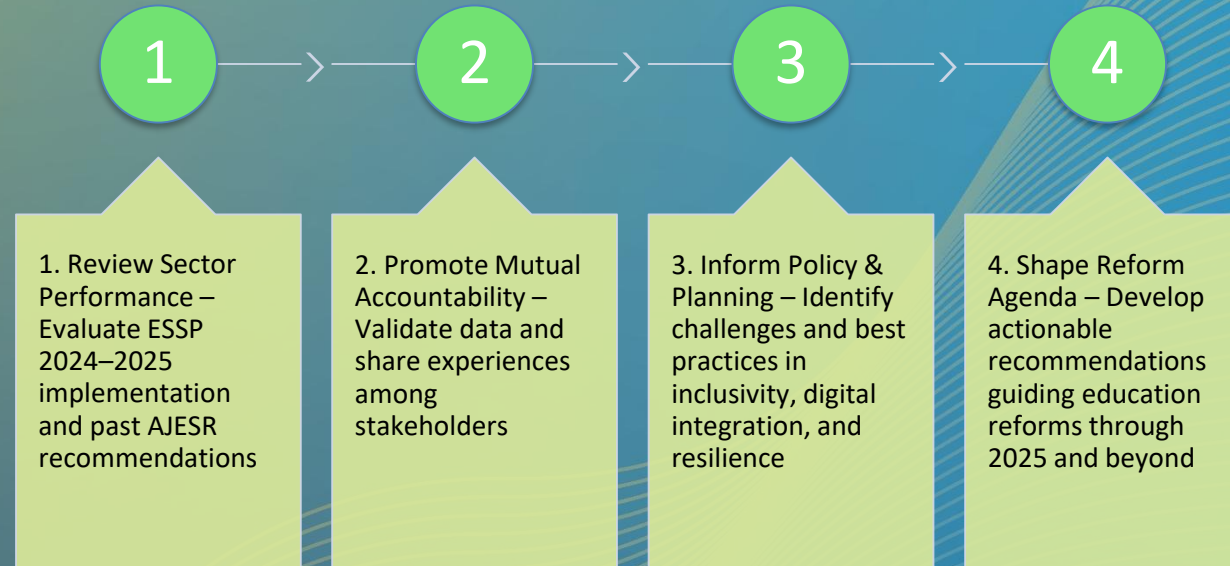 1
2
3
4
1. Review Sector
Performance –
Evaluate ESSP
2024–2025
implementation
and past AJESR
recommendations
2. Promote Mutual
Accountability –
Validate data and
share experiences
among
stakeholders
3. Inform Policy &
Planning – Identify
challenges and best
practices in
inclusivity, digital
integration, and
resilience
4. Shape Reform
Agenda – Develop
actionable
recommendations
guiding education
reforms through
2025 and beyond